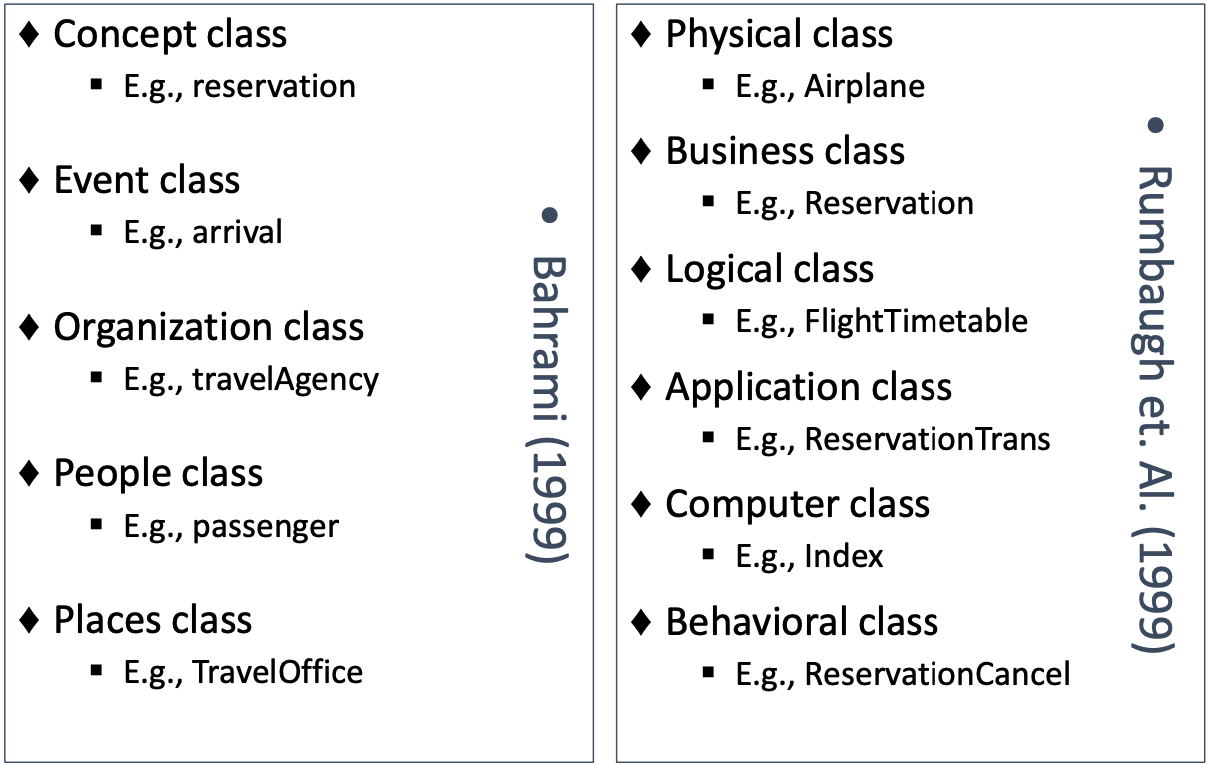 ♦ Concept class
▪ E.g., reservation
♦ Event class
▪ E.g., arrival
♦ Organization class
▪ E.g., travelAgency
♦ People class
▪ E.g., passenger
♦ Places class
▪ E.g., TravelOffice
• Bahrami (1999)
♦ Physical class
▪ E.g., Airplane
♦ Business class
▪ E.g., Reservation
♦ Logical class
▪ E.g., FlightTimetable
♦ Application class
▪ E.g., ReservationTrans
♦ Computer class
▪ E.g., Index
♦ Behavioral class
▪ E.g., ReservationCancel
• Rumbaugh et. Al. (1999)